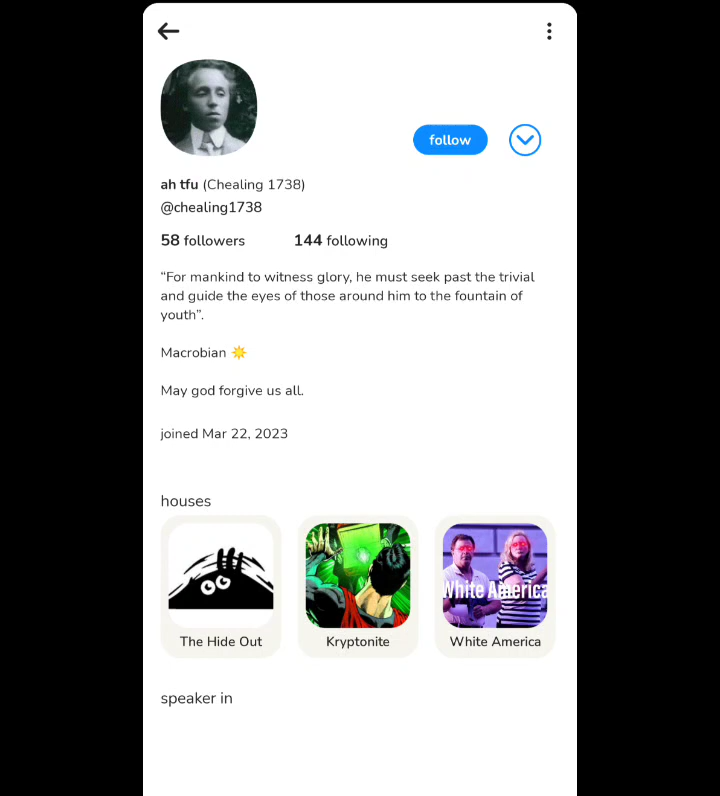 follow
ah tfu (Chealing 1738)
@chealing1738
58 followers 144 following
“For mankind to witness glory, he must seek past the trivial
and guide the eyes of those around him to the fountain of
youth”.
Macrobian ☀️
May god forgive us all.
joined Mar 22, 2023
houses
White America
The Hide Out
Kryptonite
White America
speaker in